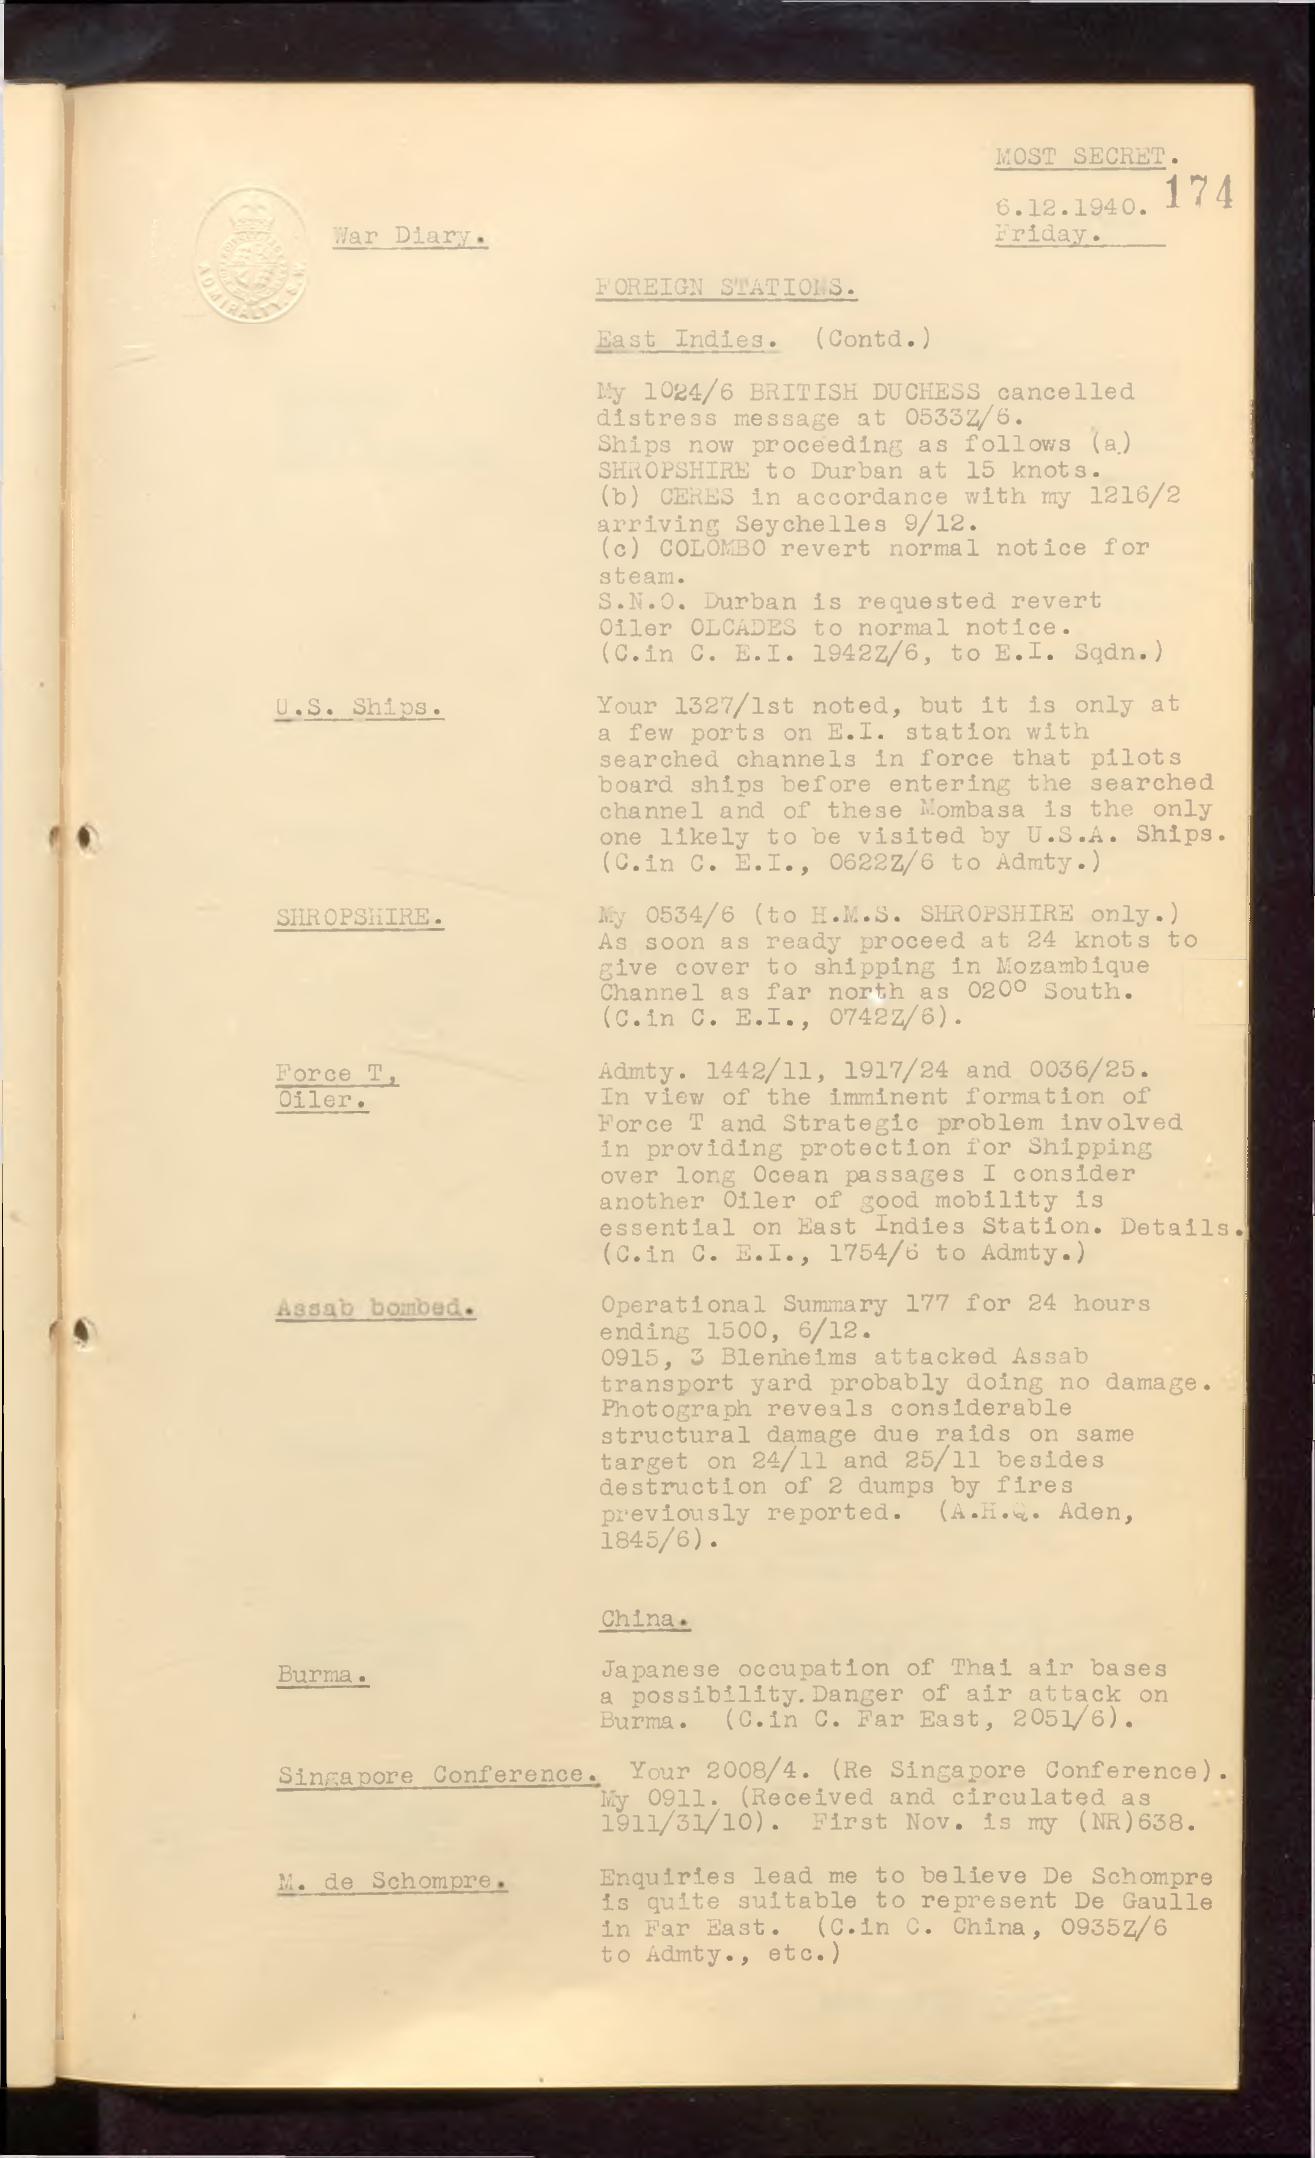 MOST SECRET.
174
6.12.1940.
Friday.
ADMIRALTY. S.W.
War Diary.
FOREIGN STATIONS.
East Indies. (Contd.)
My 1024/6 BRITISH DUCHESS cancelled
distress message at 0533Z/6.
Ships now proceeding as follows (a)
SHROPSHIRE to Durban at 15 knots.
(b) CERES in accordance with my 1216/2
arriving Seychelles 9/12.
(c) COLOMBO revert normal notice for
steam.
S.N.O. Durban is requested revert
Oiler OLCADES to normal notice.
(C.in C. E.I. 1942Z/6, to E.I. Sqdn.)
U.S. Ships.
Your 1327/1st noted, but it is only at
a few ports on E.I. station with
searched channels in force that pilots
board ships before entering the searched
channel and of these Mombasa is the only
one likely to be visited by U.S.A. Ships.
(C.in C. E.I., 0622Z/6 to Admty.)
SHROPSHIRE.
My 0534/6 (to H.M.S. SHROPSHIRE only.)
As soon as ready proceed at 24 knots to
give cover to shipping in Mozambique
Channel as far north as 020° South.
(C.in C. E.I., 0742Z/6).
Force T,
Oiler.
Admty. 1442/11, 1917/24 and 0036/25.
In view of the imminent formation of
Force T and Strategic problem involved
in providing protection for Shipping
over long Ocean passages I consider
another Oiler of good mobility is
essential on East Indies Station. Details.
(C.in C. E.I., 1754/6 to Admty.)
Assab bombed.
Operational Summary 177 for 24 hours
ending 1500, 6/12.
0915, 3 Blenheims attacked Assab
transport yard probably doing no damage.
Photograph reveals considerable
structural damage due raids on same
target on 24/11 and 25/11 besides
destruction of 2 dumps by fires
previously reported. (A.H.Q. Aden,
1845/6).
China.
Burma.
Japanese occupation of Thai air bases
a possibility. Danger of air attack on
Burma. (C.in C. Far East, 2051/6).
Singapore Conference. Your 2008/4. (Re Singapore Conference).
My 0911. (Received and circulated as
1911/31/10). First Nov. is my (NR)638.
M. de Schompre.
Enquiries lead me to believe De Schompre
is quite suitable to represent De Gaulle
in Far East. (C.in C. China, 0935Z/6
to Admty., etc.)